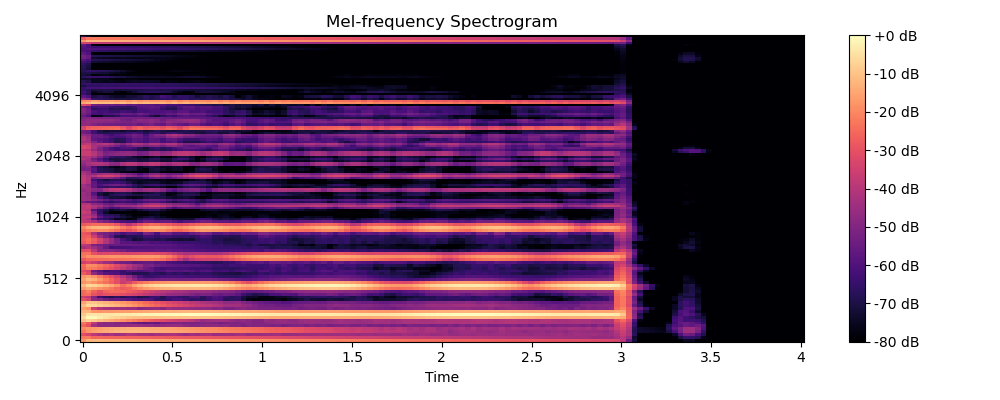 Mel-frequency Spectrogram
Hz
4096
2048
1024
512
0
0 0.5 1 1.5 2 2.5 3 3.5 4
Time
+0 dB
-10 dB
-20 dB
-30 dB
-40 dB
-50 dB
-60 dB
-70 dB
-80 dB